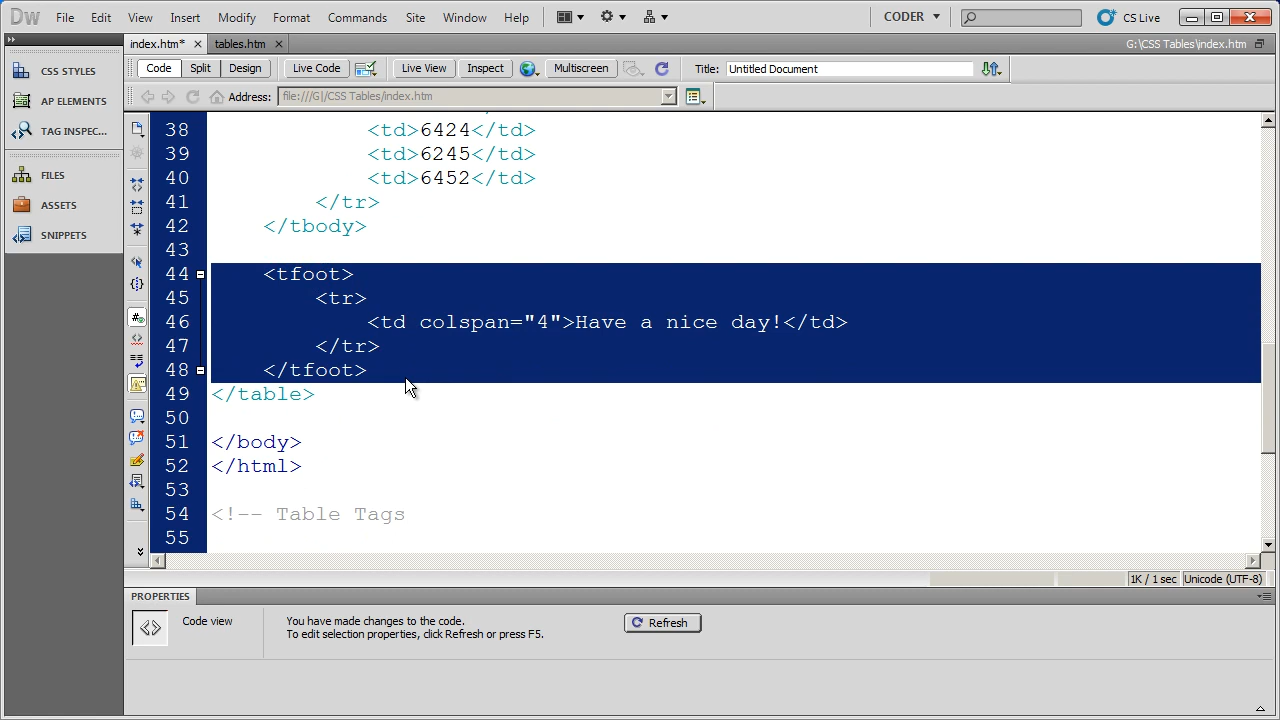 Dw File Edit View Insert Modify Format Commands Site Window Help CODER CS Live
index.htm* tables.htm G:\CSS Tables\index.htm
Code Split Design Live Code Live View Inspect Multiscreen Title: Untitled Document
Address: file:///G|/CSS Tables/index.htm
CSS STYLES
AP ELEMENTS
TAG INSPEC...
FILES
ASSETS
SNIPPETS
38 <td>6424</td>
39 <td>6245</td>
40 <td>6452</td>
41 </tr>
42 </tbody>
43
44 <tfoot>
45 <tr>
46 <td colspan="4">Have a nice day!</td>
47 </tr>
48 </tfoot>
49 </table>
50
51 </body>
52 </html>
53
54 <!-- Table Tags
55
1K / 1 sec Unicode (UTF-8)
PROPERTIES
Code view
You have made changes to the code.
To edit selection properties, click Refresh or press F5.
Refresh